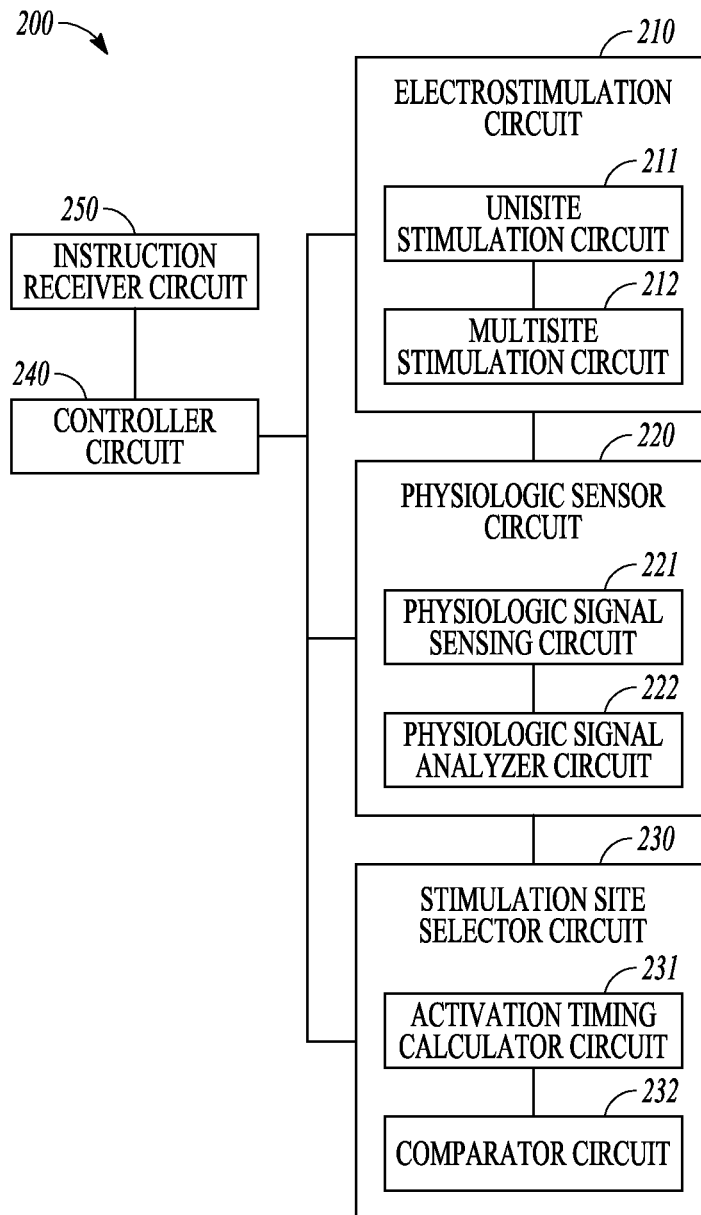 200
210
ELECTROSTIMULATION
CIRCUIT
211
UNISITE
STIMULATION CIRCUIT
212
MULTISITE
STIMULATION CIRCUIT
250
INSTRUCTION
RECEIVER CIRCUIT
240
CONTROLLER
CIRCUIT
220
PHYSIOLOGIC SENSOR
CIRCUIT
221
PHYSIOLOGIC SIGNAL
SENSING CIRCUIT
222
PHYSIOLOGIC SIGNAL
ANALYZER CIRCUIT
230
STIMULATION SITE
SELECTOR CIRCUIT
231
ACTIVATION TIMING
CALCULATOR CIRCUIT
232
COMPARATOR CIRCUIT